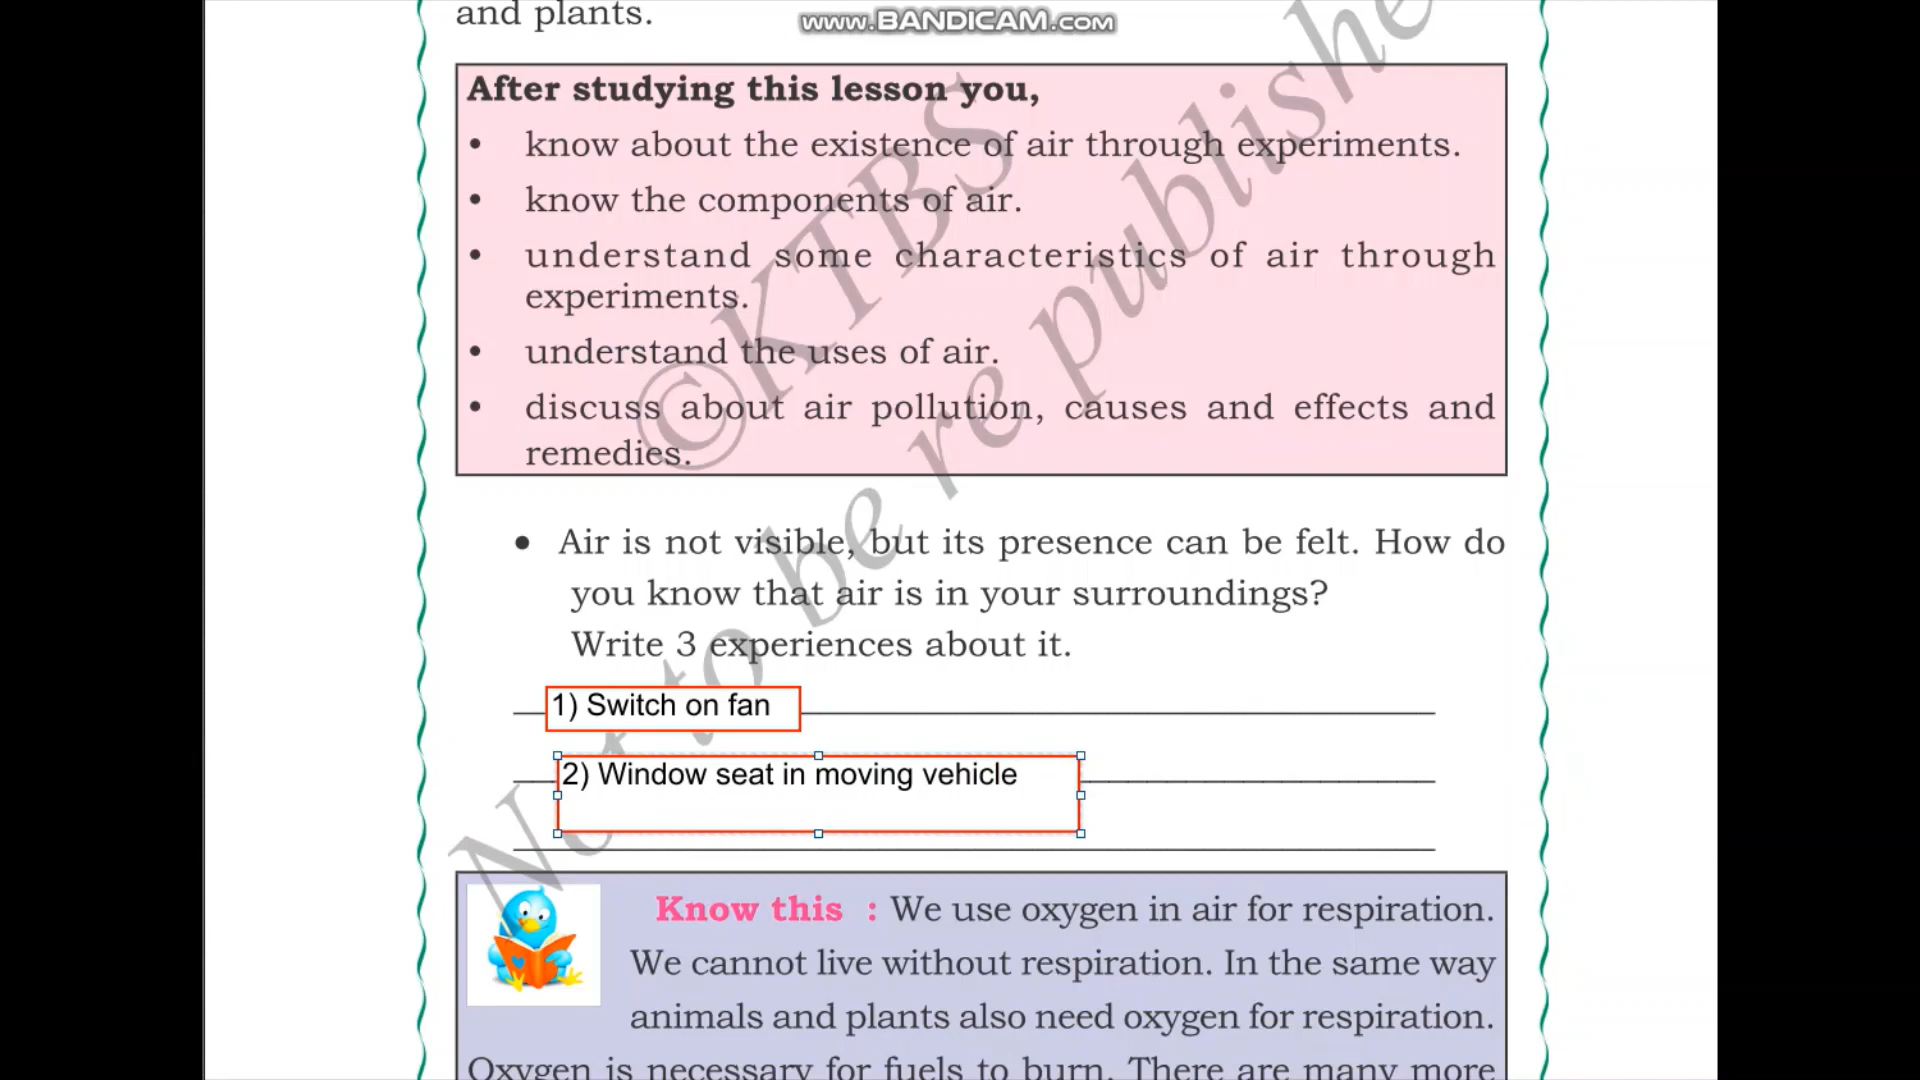 and plants.
www.BANDICAM.com
After studying this lesson you,
• know about the existence of air through experiments.
• know the components of air.
• understand some characteristics of air through
experiments.
• understand the uses of air.
• discuss about air pollution, causes and effects and
remedies.
©KTBS
Not to be re publishe
• Air is not visible, but its presence can be felt. How do
you know that air is in your surroundings?
Write 3 experiences about it.
1) Switch on fan
2) Window seat in moving vehicle
Know this : We use oxygen in air for respiration.
We cannot live without respiration. In the same way
animals and plants also need oxygen for respiration.
Oxygen is necessary for fuels to burn. There are many more